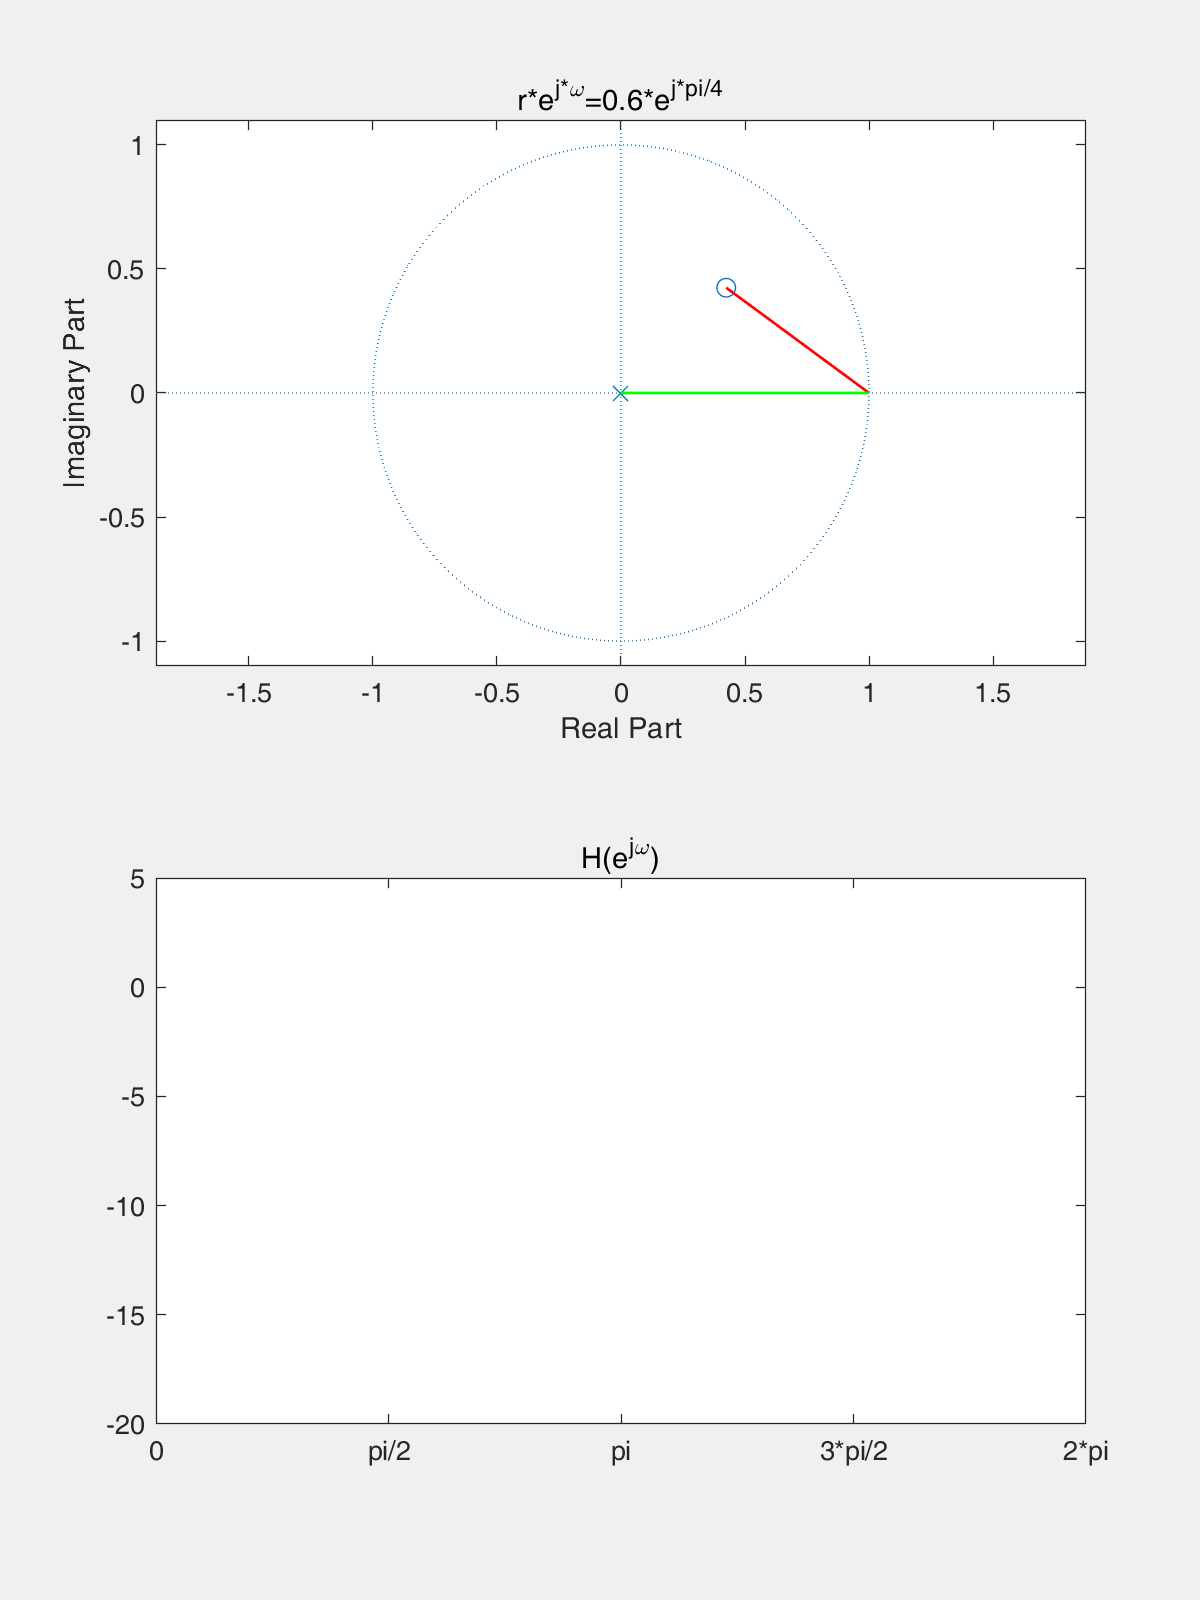 r*e^{j*ω}=0.6*e^{j*pi/4}
1
0.5
0
-0.5
-1
Imaginary Part
-1.5 -1 -0.5 0 0.5 1 1.5
Real Part
H(e^{jω})
5
0
-5
-10
-15
-20
0 pi/2 pi 3*pi/2 2*pi